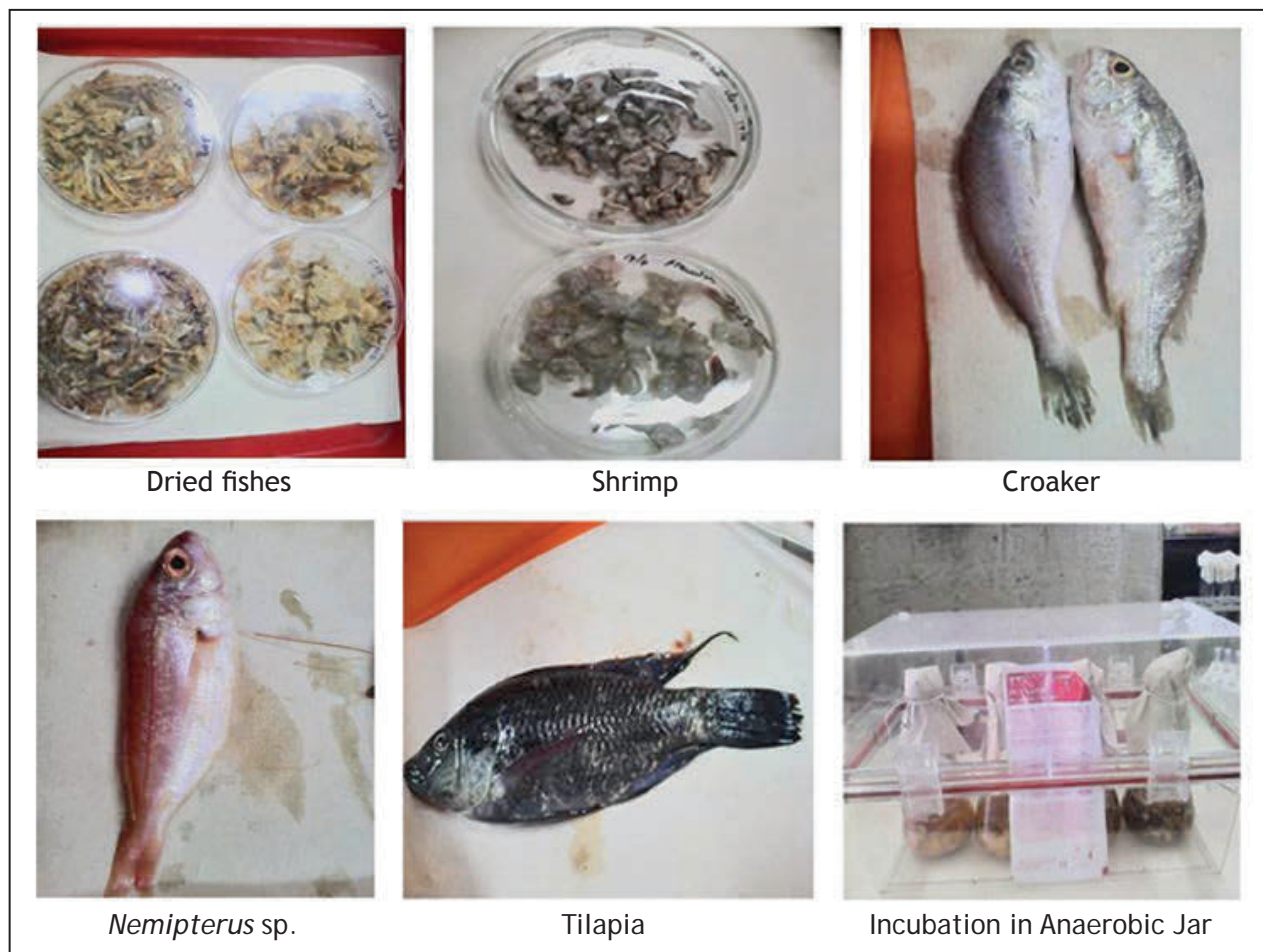 Dried fishes
Shrimp
Croaker
Nemipterus sp.
Tilapia
Incubation in Anaerobic Jar